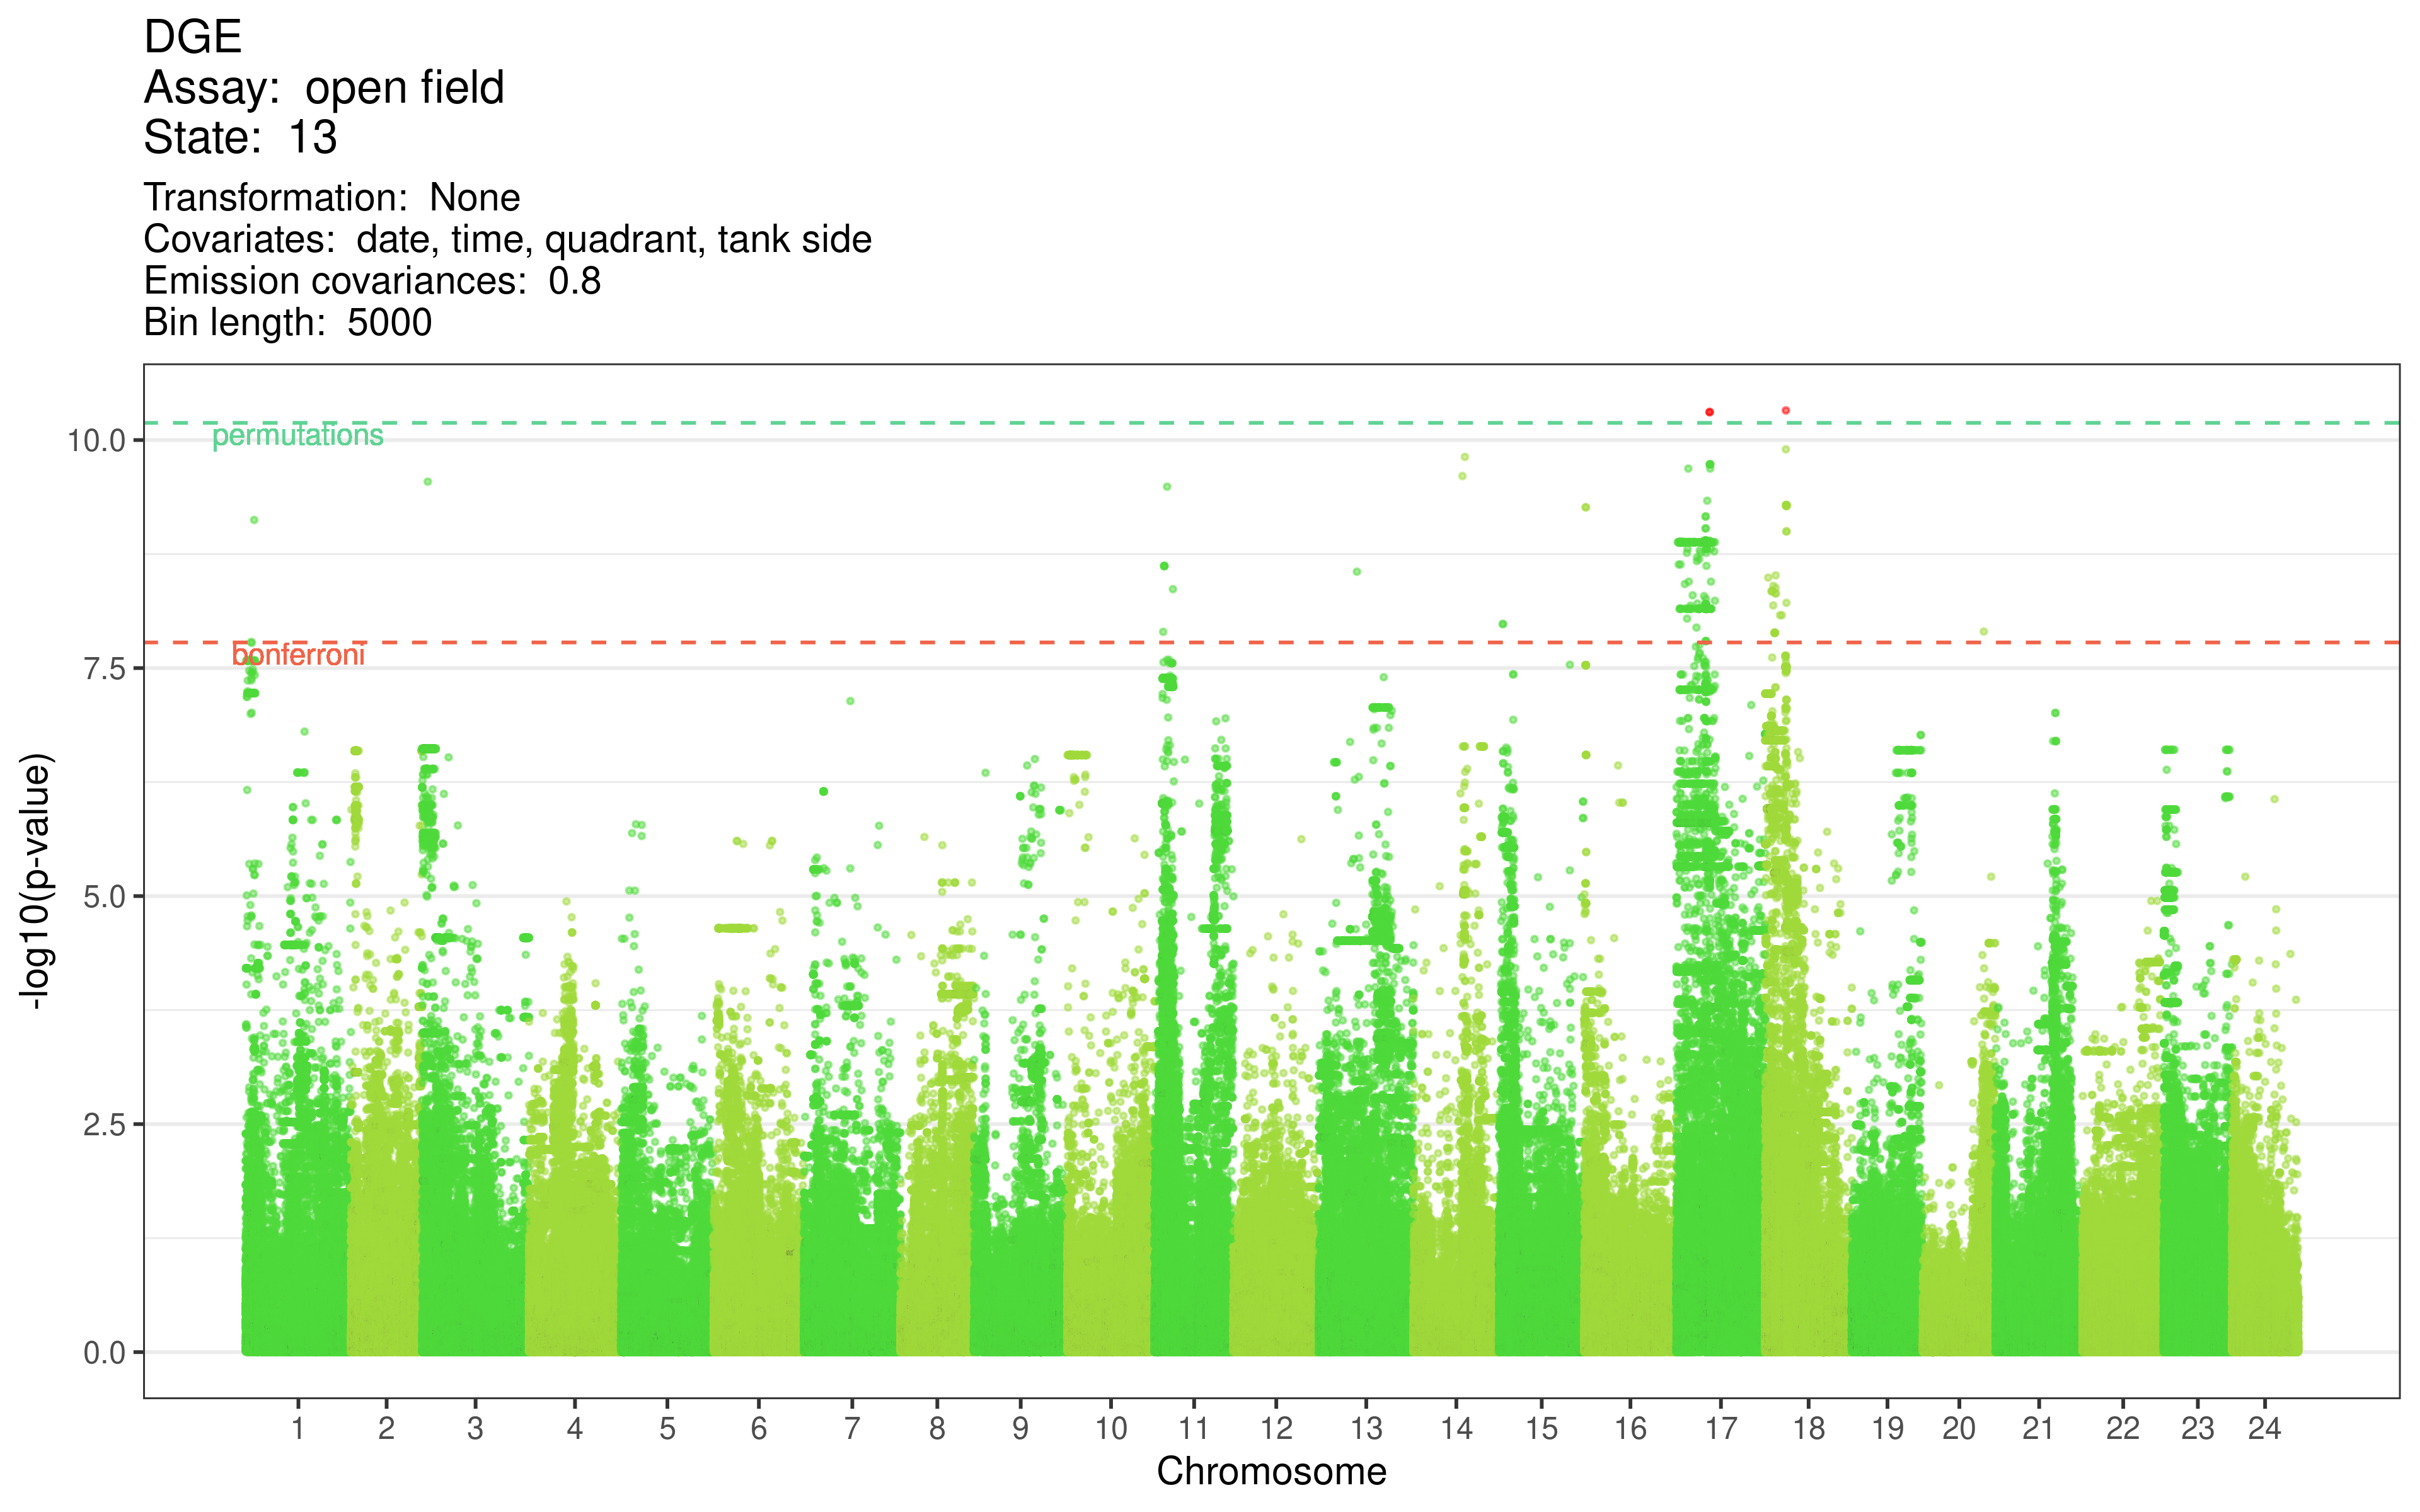 DGE
Assay:  open field
State:  13
Transformation:  None
Covariates:  date, time, quadrant, tank side
Emission covariances:  0.8
Bin length:  5000
permutations
bonferroni
10.0
7.5
5.0
2.5
0.0
-log10(p-value)
1 2 3 4 5 6 7 8 9 10 11 12 13 14 15 16 17 18 19 20 21 22 23 24
Chromosome